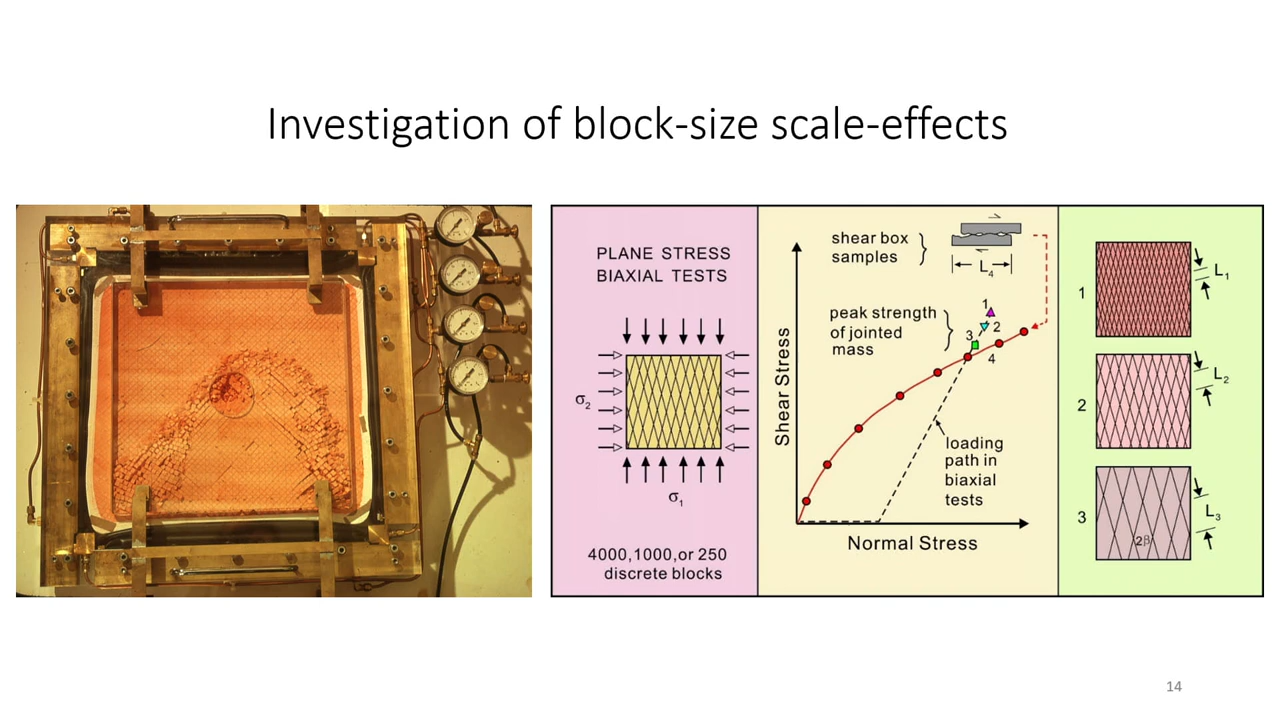 Investigation of block-size scale-effects
PLANE STRESS
BIAXIAL TESTS
σ2
σ1
4000,1000,or 250
discrete blocks
shear box
samples
L4
peak strength
of jointed
mass
1
2
3
4
Shear Stress
loading
path in
biaxial
tests
Normal Stress
1
L1
2
L2
3
L3
2β
14